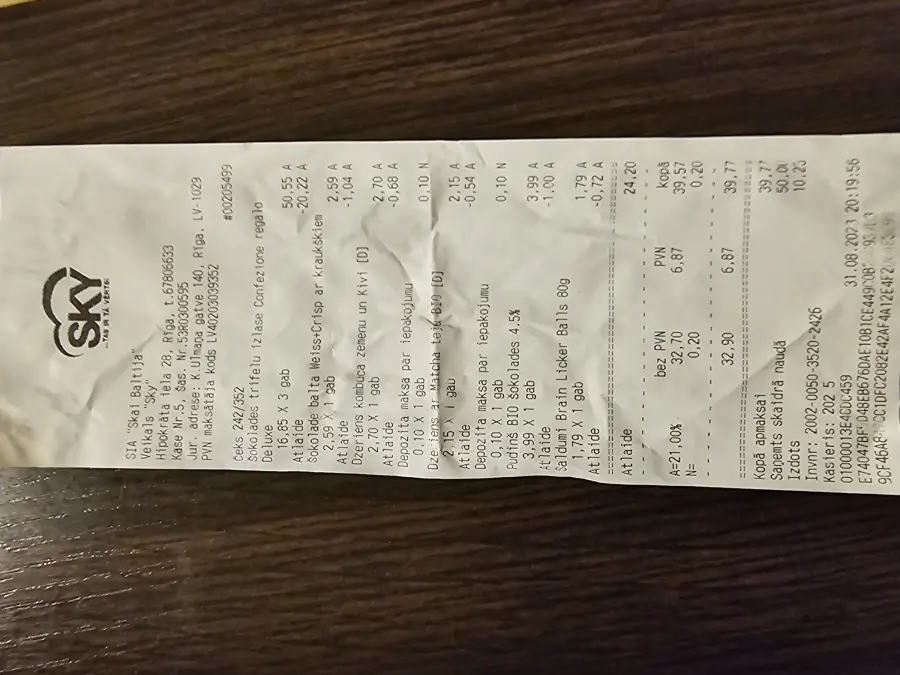 SKY
...TAS IR TĀ VĒRTS!
SIA "Skai Baltija"
Veikals "Sky"
Hipokrāta iela 28, Rīga, t.67806633
Kase Nr.5, Sas. Nr.53R0300595
Jur. adrese: K.Ulmaņa gatve 140, Rīga, LV-1029
PVN maksātāja kods LV40203039352
#00205499
Čeks 242/352
Šokolādes trifeļu izlase Confezione regalo
Deluxe
16,85 X 3 gab 50,55 A
Atlaide -20,22 A
Šokolāde balta Weiss+Crisp ar kraukšķiem
2,59 X 1 gab 2,59 A
Atlaide -1,04 A
Dzēriens kombuča zemeņu un Kivi [D]
2,70 X 1 gab 2,70 A
Atlaide -0,68 A
Depozīta maksa par iepakojumu
0,10 X 1 gab 0,10 N
Dzēriens ar Matcha tēju BIO [D]
2,15 X 1 gab 2,15 A
Atlaide -0,54 A
Depozīta maksa par iepakojumu
0,10 X 1 gab 0,10 N
Pudiņš BIO šokolādes 4.5%
3,99 X 1 gab 3,99 A
Atlaide -1,00 A
Saldumi Brain Licker Balls 80g
1,79 X 1 gab 1,79 A
Atlaide -0,72 A
Atlaide 24,20
bez PVN PVN kopā
A=21,00% 32,70 6,87 39,57
N= 0,20 0,20
32,90 6,87 39,77
Kopā apmaksai 39,77
Saņemts skaidrā naudā 50,00
Izdots 10,23
Invnr: 2002-0050-3520-2426
Kasieris: 202 5 31.08.2023 20:19:56